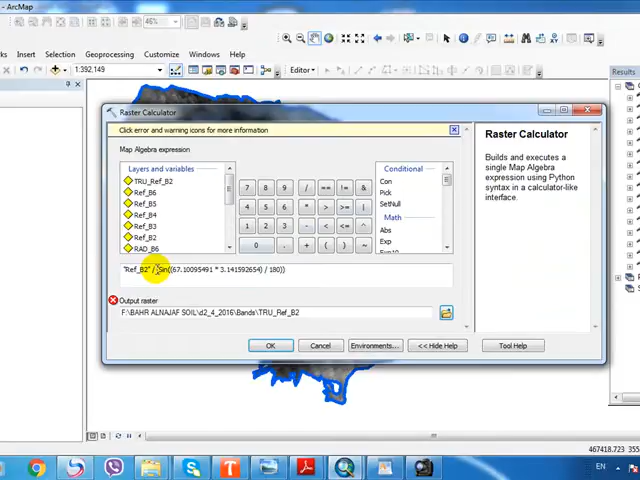 - ArcMap
46%
ks Insert Selection Geoprocessing Customize Windows Help
1:392,149
Editor
Results
Raster Calculator
Click error and warning icons for more information
Map Algebra expression
Layers and variables
TRU_Ref_B2
Ref_B6
Ref_B5
Ref_B4
Ref_B3
Ref_B2
RAD_B6
7 8 9 / == != &
4 5 6 * > >= |
1 2 3 - < <= ^
0 . + ( ) ~
Conditional
Con
Pick
SetNull
Math
Abs
Exp
Exp10
"Ref_B2" / Sin((67.10095491 * 3.141592654) / 180))
Output raster
F:\BAHR ALNAJAF SOIL\d2_4_2016\Bands\TRU_Ref_B2
OK Cancel Environments... << Hide Help Tool Help
Raster Calculator
Builds and executes a
single Map Algebra
expression using Python
syntax in a calculator-like
interface.
467418.723 355
EN